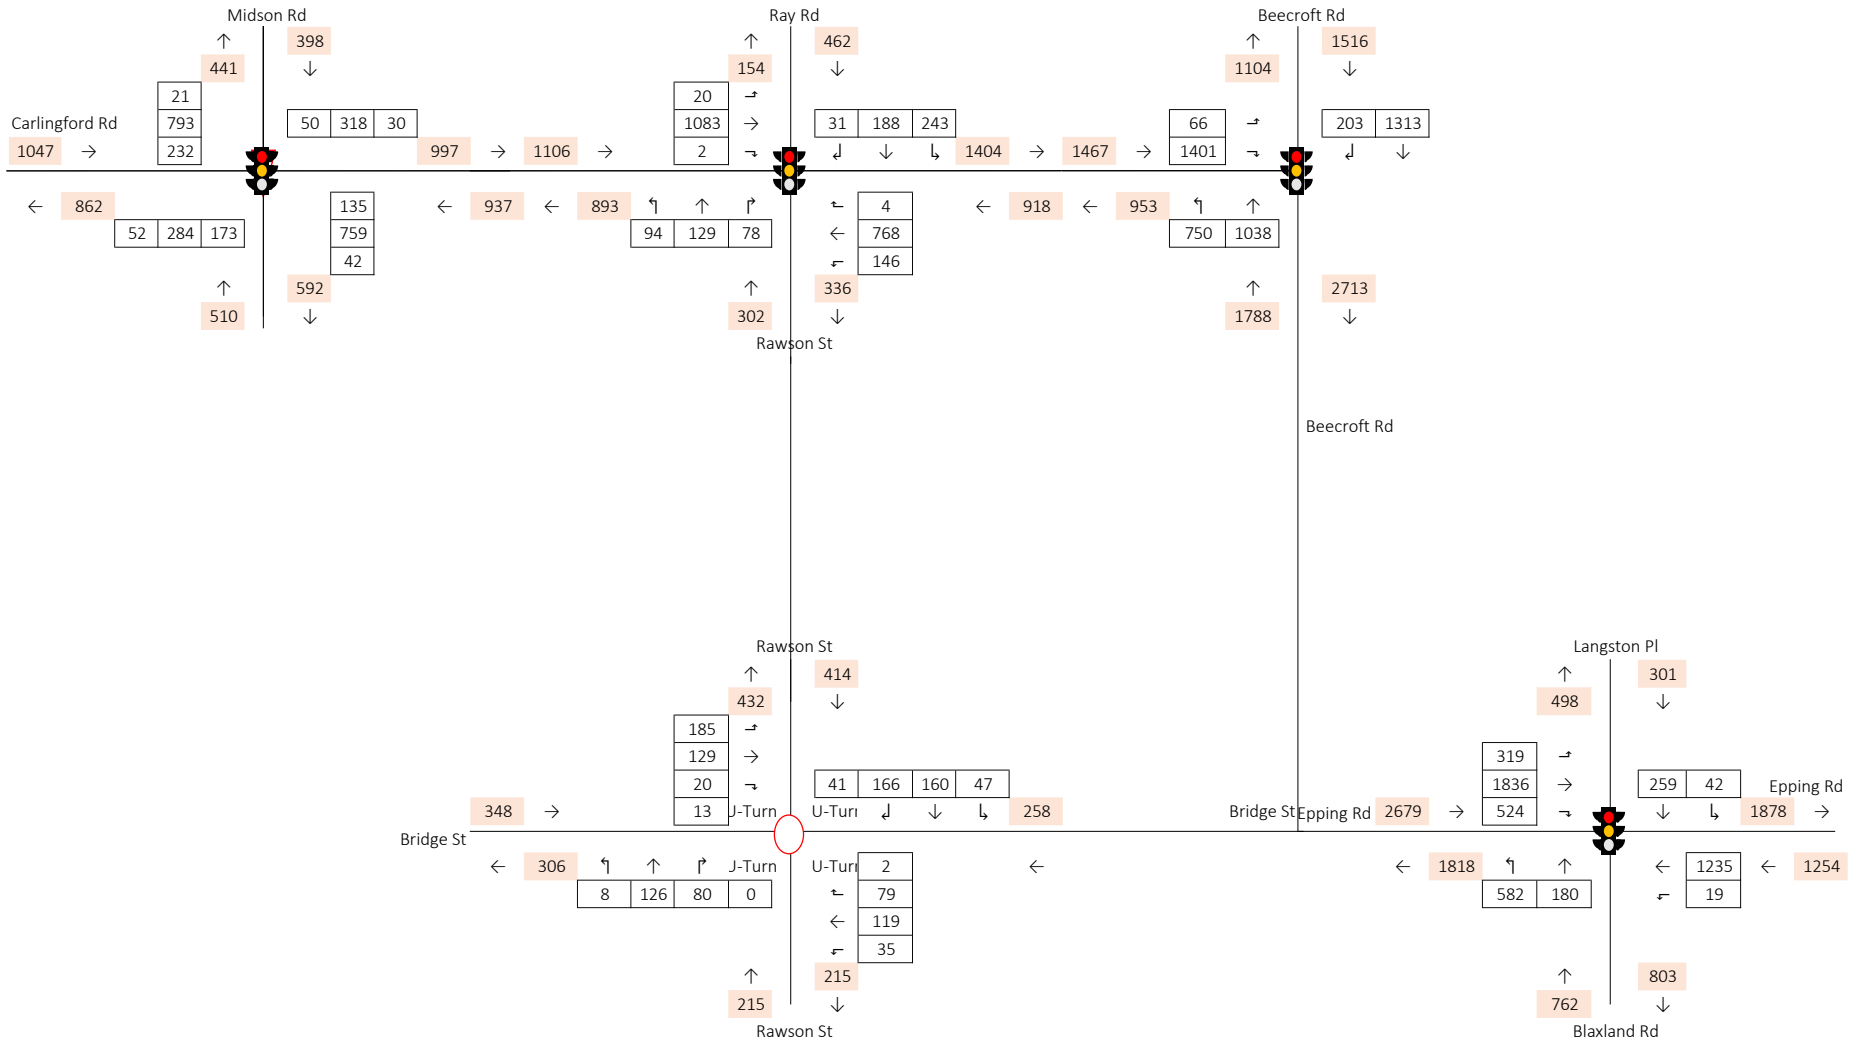 Midson Rd Ray Rd Beecroft Rd
398 462 1516
441 154 1104
21 20
Carlingford Rd 793 50 318 30 1083 31 188 243 66 203 1313
1047 232 997 1106 2 1404 1467 1401
862 135 937 893 4 918 953
52 284 173 759 94 129 78 768 750 1038
42 146
592 336 2713
510 302 1788
Rawson St
Beecroft Rd
Rawson St Langston Pl
414 301
432 498
185
129 319
20 41 166 160 47 1836 259 42 Epping Rd
348 13 U-Turn U-Turn 258 Bridge St Epping Rd 2679 524 1878
Bridge St
306 U-Turn U-Turn 2 1818 1235 1254
8 126 80 0 79 582 180 19
119
35
215 803
215 762
Rawson St Blaxland Rd